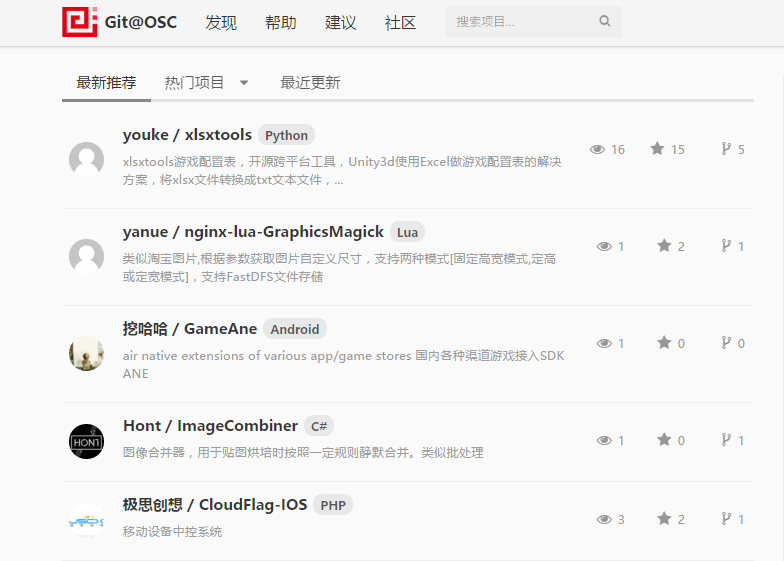 Git@OSC 发现 帮助 建议 社区 搜索项目...
最新推荐 热门项目 最近更新
youke / xlsxtools Python
16 15 5
xlsxtools游戏配置表，开源跨平台工具，Unity3d使用Excel做游戏配置表的解决
方案，将xlsx文件转换成txt文本文件，...
yanue / nginx-lua-GraphicsMagick Lua
1 2 1
类似淘宝图片,根据参数获取图片自定义尺寸，支持两种模式[固定高宽模式,定高
或定宽模式]，支持FastDFS文件存储
挖哈哈 / GameAne Android
1 0 0
air native extensions of various app/game stores 国内各种渠道游戏接入SDK
ANE
Hont / ImageCombiner C#
HONT
1 0 1
图像合并器，用于贴图烘培时按照一定规则静默合并。类似批处理
极思创想 / CloudFlag-IOS PHP
3 2 1
移动设备中控系统